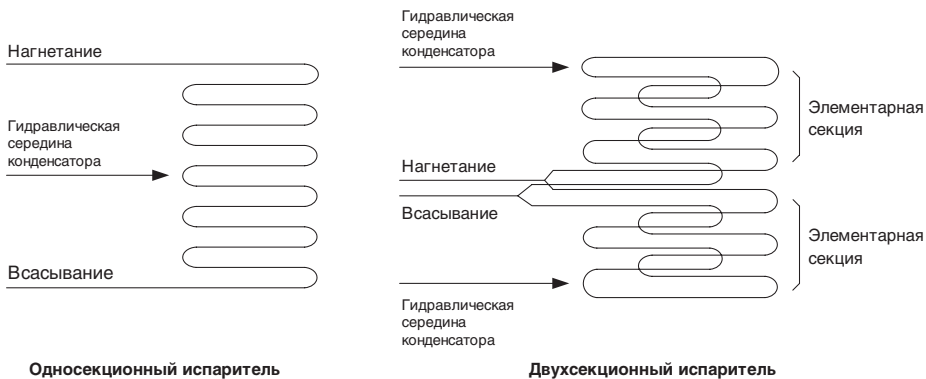 Нагнетание
Гидравлическая
середина
конденсатора
Всасывание
Односекционный испаритель
Гидравлическая
середина
конденсатора
Элементарная
секция
Нагнетание
Всасывание
Элементарная
секция
Гидравлическая
середина
конденсатора
Двухсекционный испаритель